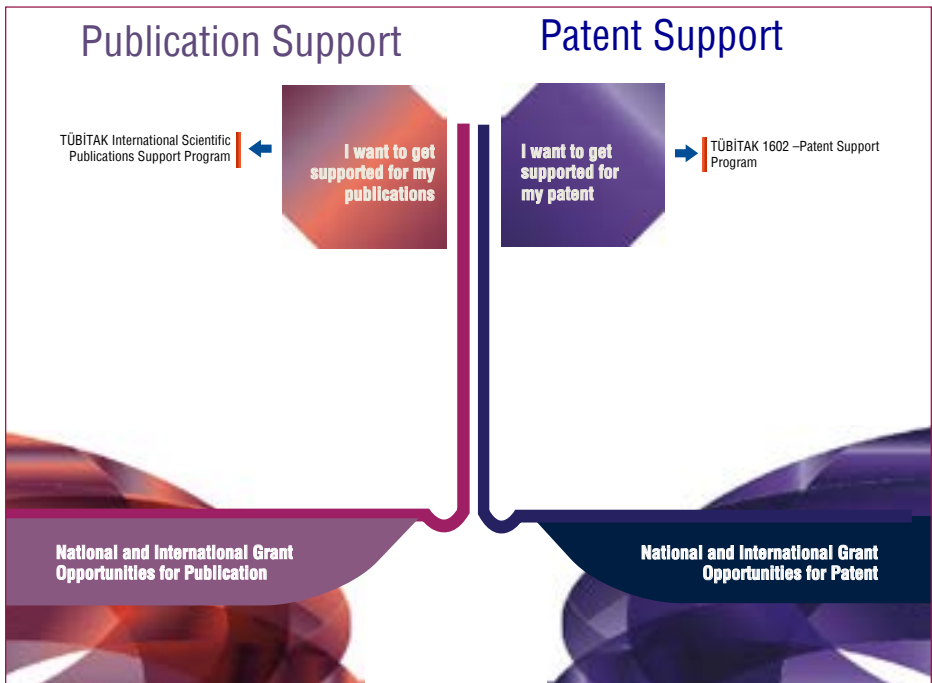 Publication Support
TÜBİTAK International Scientific
Publications Support Program
I want to get
supported for my
publications
National and International Grant
Opportunities for Publication
Patent Support
I want to get
supported for
my patent
TÜBİTAK 1602 –Patent Support
Program
National and International Grant
Opportunities for Patent